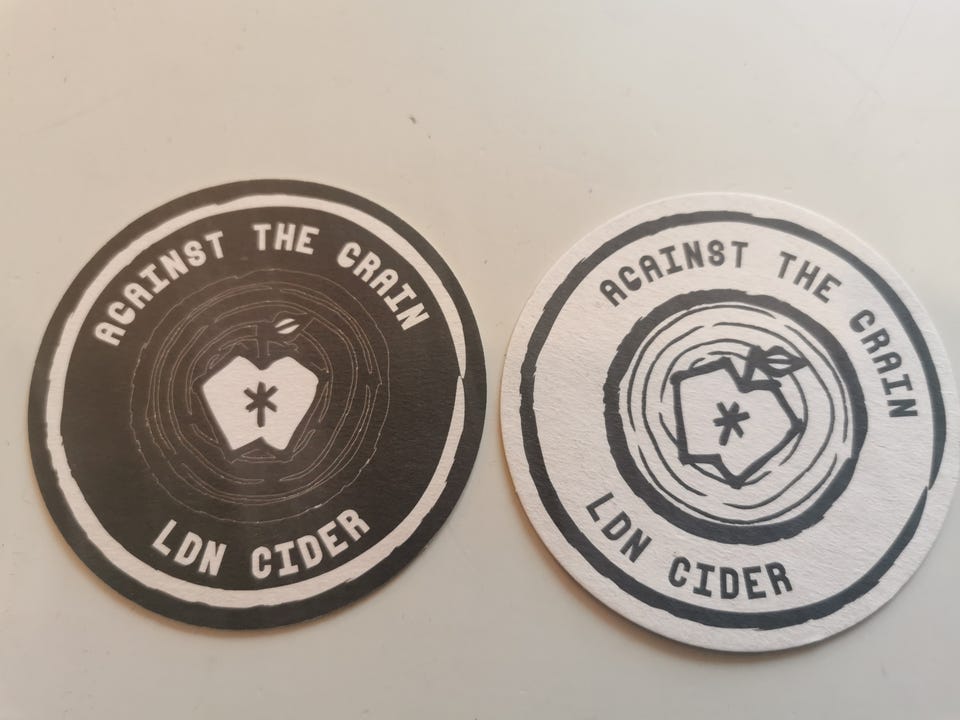 AGAINST THE GRAIN
LDN CIDER
AGAINST THE GRAIN
LDN CIDER